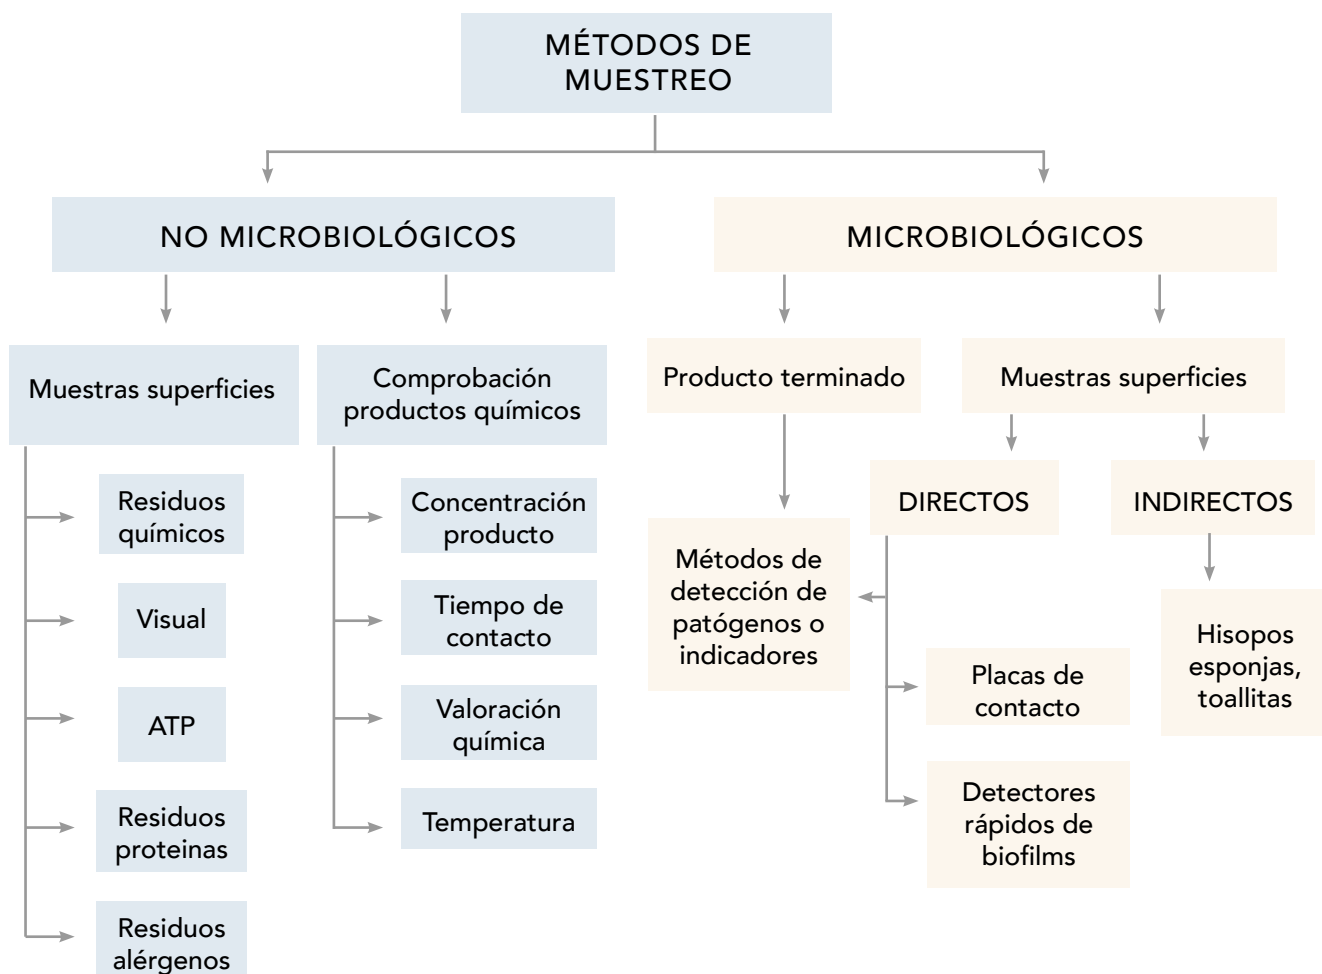 MÉTODOS DE
MUESTREO
NO MICROBIOLÓGICOS
MICROBIOLÓGICOS
Muestras superficies
Comprobación
productos químicos
Producto terminado
Muestras superficies
Residuos
químicos
Visual
ATP
Residuos
proteinas
Residuos
alérgenos
Concentración
producto
Tiempo de
contacto
Valoración
química
Temperatura
Métodos de
detección de
patógenos o
indicadores
DIRECTOS
INDIRECTOS
Placas de
contacto
Detectores
rápidos de
biofilms
Hisopos
esponjas,
toallitas